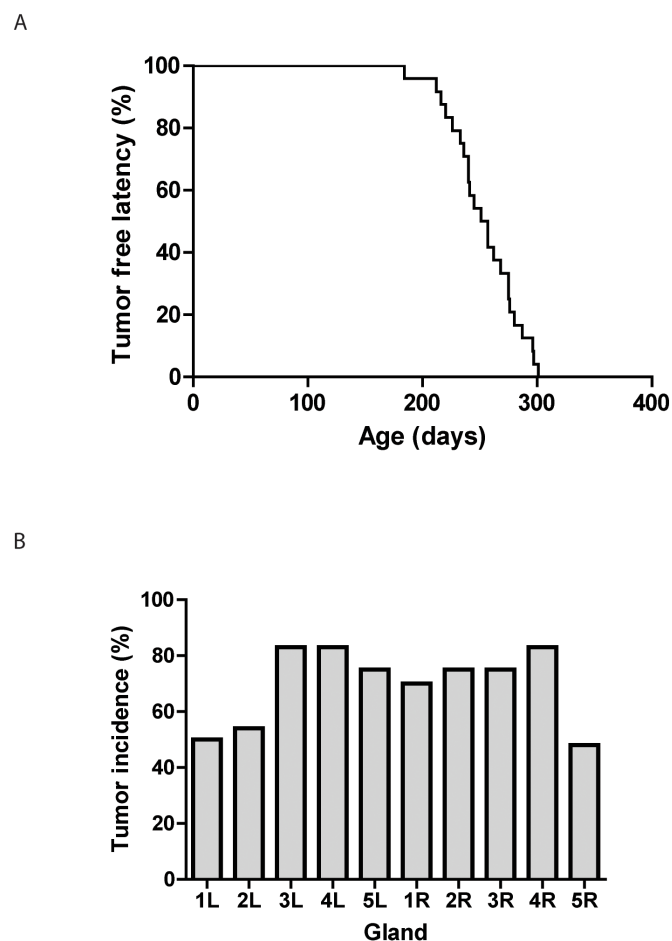 A
Tumor free latency (%)
100
80
60
40
20
0
0 100 200 300 400
Age (days)
B
Tumor incidence (%)
100
80
60
40
20
0
1L 2L 3L 4L 5L 1R 2R 3R 4R 5R
Gland